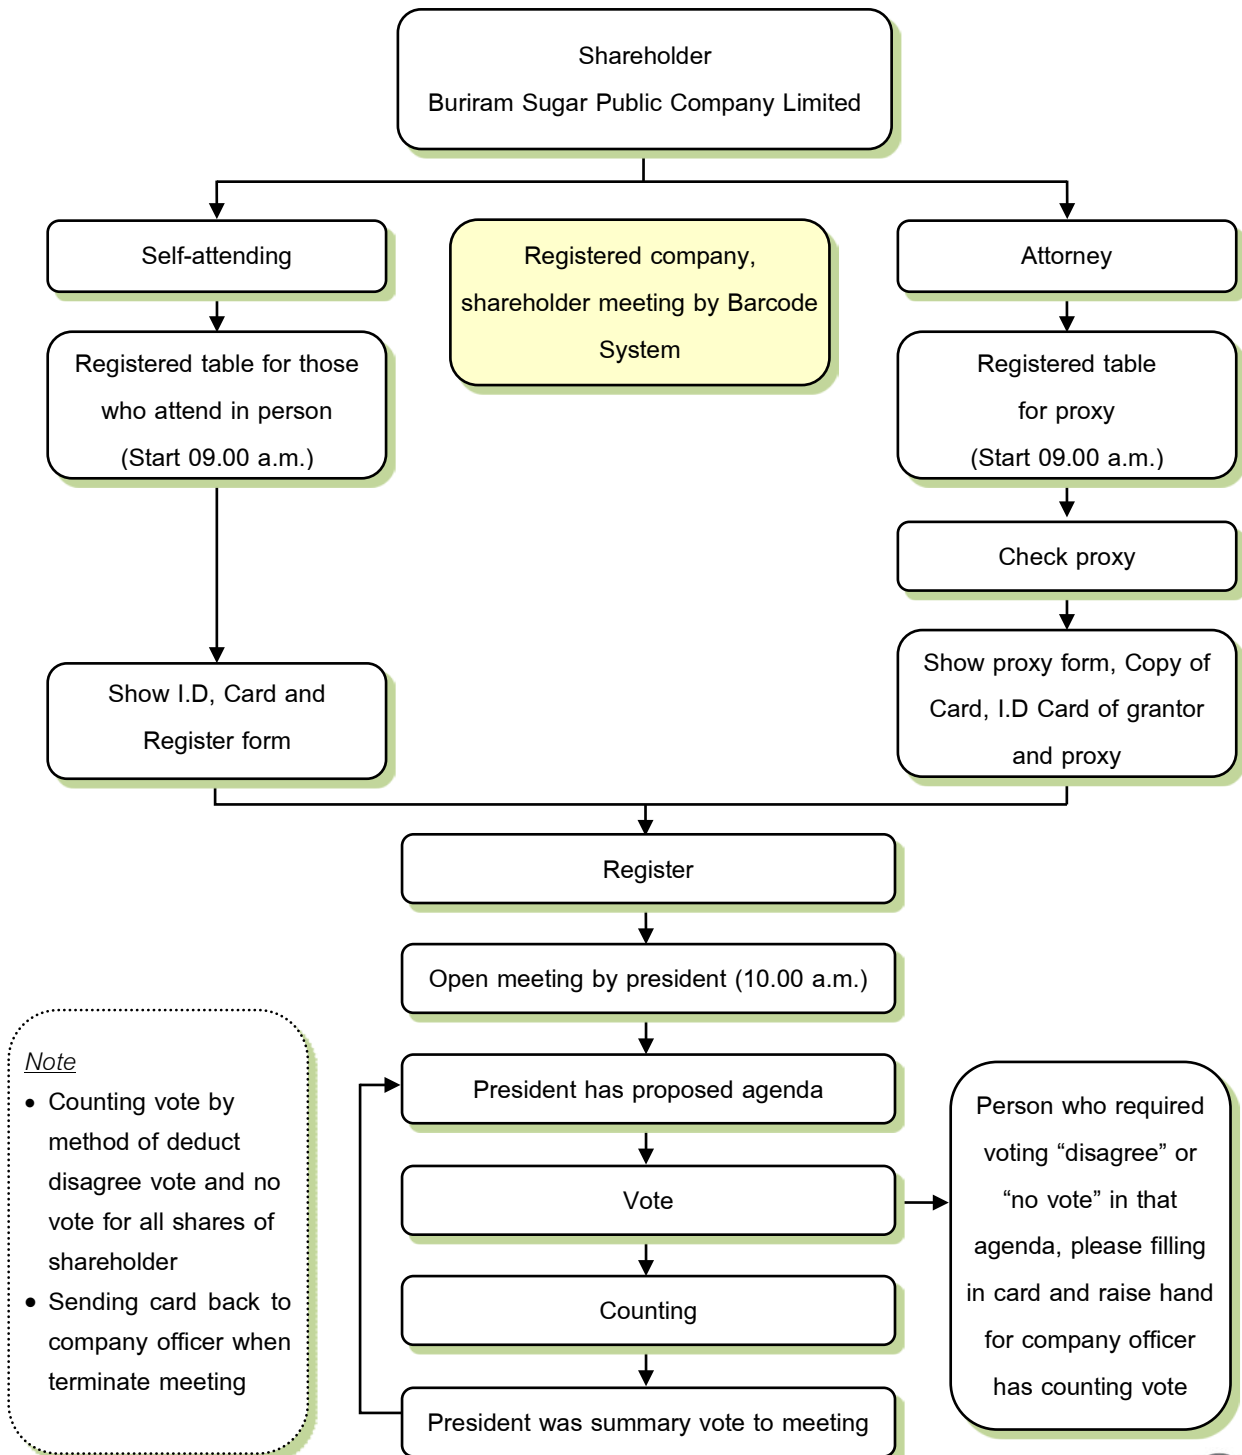 Shareholder
Buriram Sugar Public Company Limited
Self-attending
Registered company,
shareholder meeting by Barcode
System
Attorney
Registered table for those
who attend in person
(Start 09.00 a.m.)
Registered table
for proxy
(Start 09.00 a.m.)
Check proxy
Show I.D, Card and
Register form
Show proxy form, Copy of
Card, I.D Card of grantor
and proxy
Register
Open meeting by president (10.00 a.m.)
President has proposed agenda
Vote
Counting
President was summary vote to meeting
Note
• Counting vote by
method of deduct
disagree vote and no
vote for all shares of
shareholder
• Sending card back to
company officer when
terminate meeting
Person who required
voting “disagree” or
“no vote” in that
agenda, please filling
in card and raise hand
for company officer
has counting vote